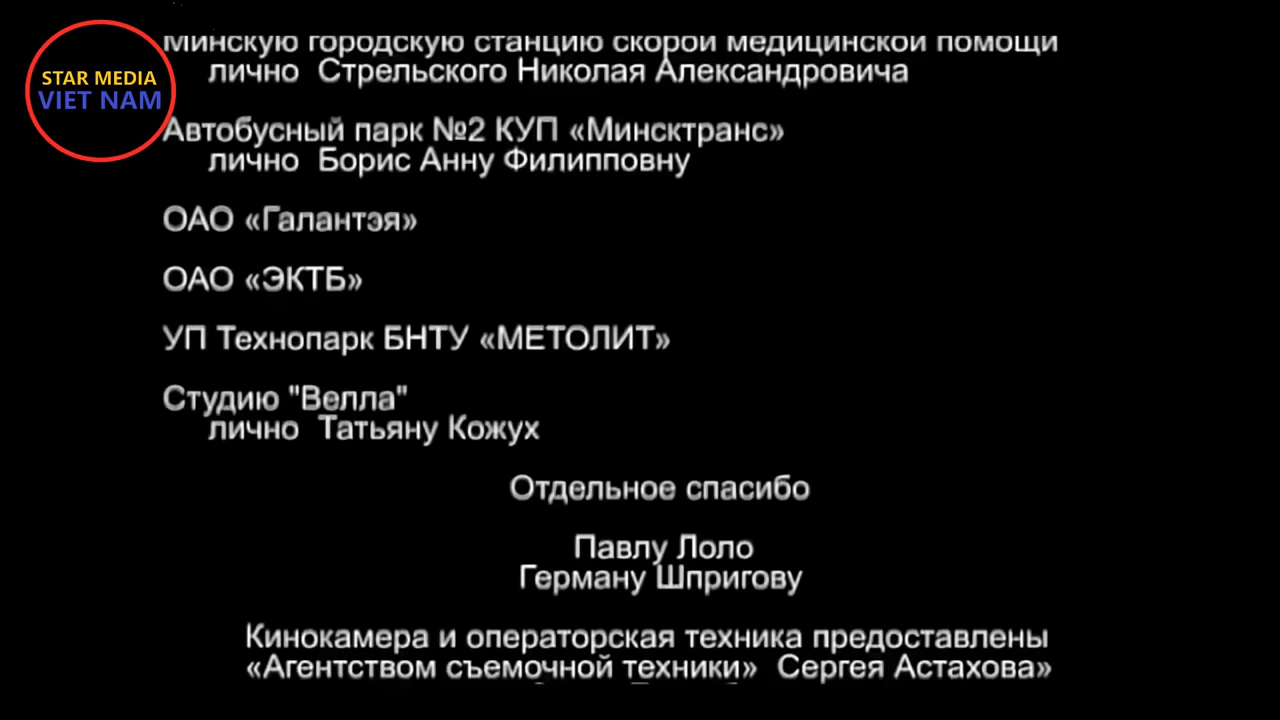 STAR MEDIA
VIET NAM
Минскую городскую станцию скорой медицинской помощи
лично Стрельского Николая Александровича
Автобусный парк №2 КУП «Минсктранс»
лично Борис Анну Филипповну
ОАО «Галантэя»
ОАО «ЭКТБ»
УП Технопарк БНТУ «МЕТОЛИТ»
Студию "Велла"
лично Татьяну Кожух
Отдельное спасибо
Павлу Лоло
Герману Шпригову
Кинокамера и операторская техника предоставлены
«Агентством съемочной техники» Сергея Астахова»